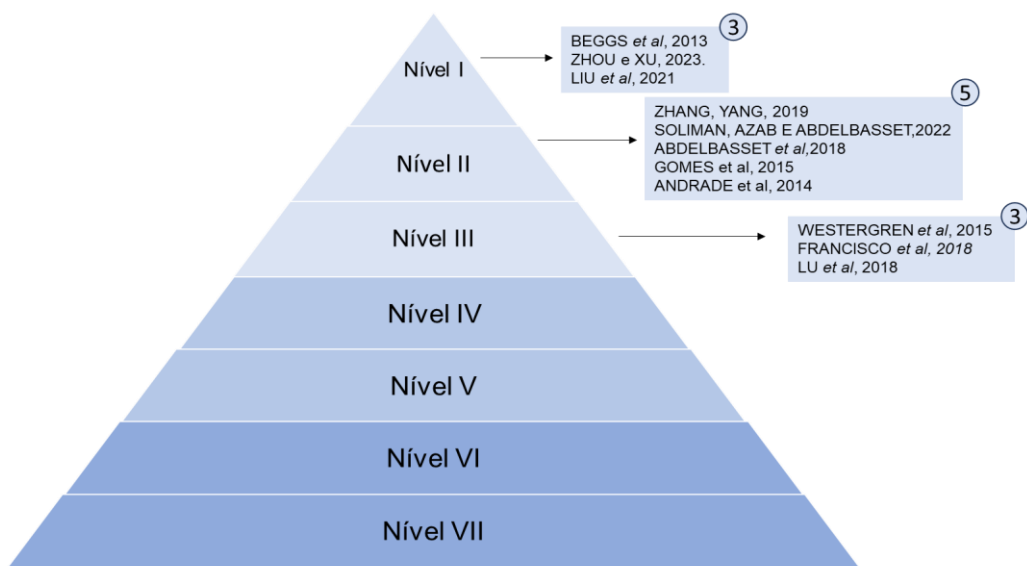 3
BEGGS et al, 2013
ZHOU e XU, 2023.
LIU et al, 2021
Nível I
5
ZHANG, YANG, 2019
SOLIMAN, AZAB E ABDELBASSET,2022
ABDELBASSET et al,2018
GOMES et al, 2015
ANDRADE et al, 2014
Nível II
3
WESTERGREN et al, 2015
FRANCISCO et al, 2018
LU et al, 2018
Nível III
Nível IV
Nível V
Nível VI
Nível VII